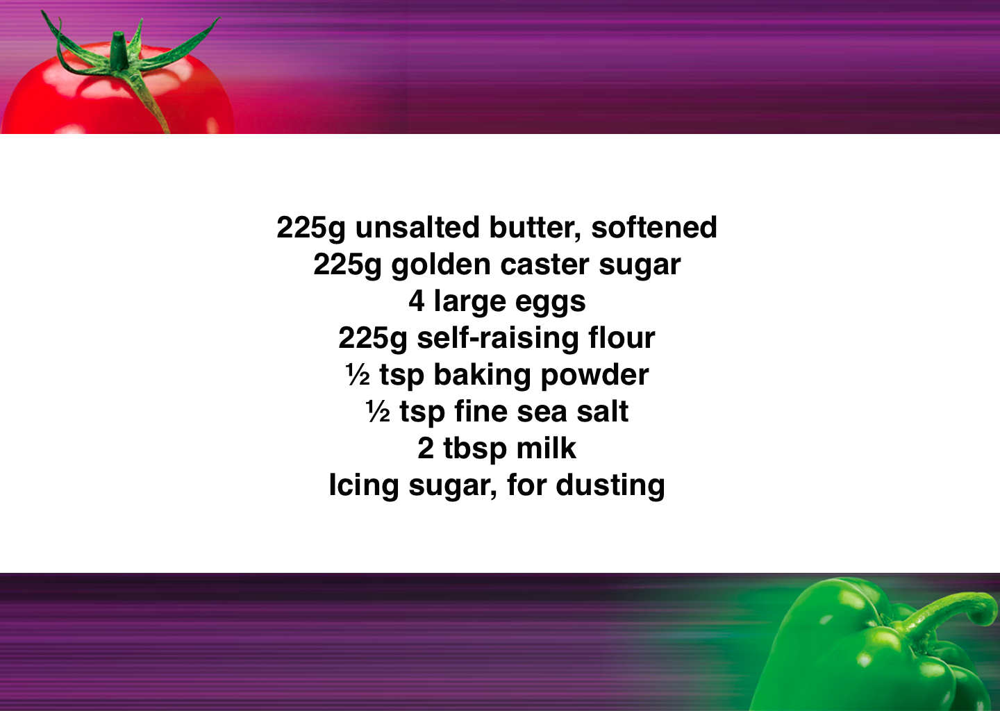 225g unsalted butter, softened
225g golden caster sugar
4 large eggs
225g self-raising flour
½ tsp baking powder
½ tsp fine sea salt
2 tbsp milk
Icing sugar, for dusting